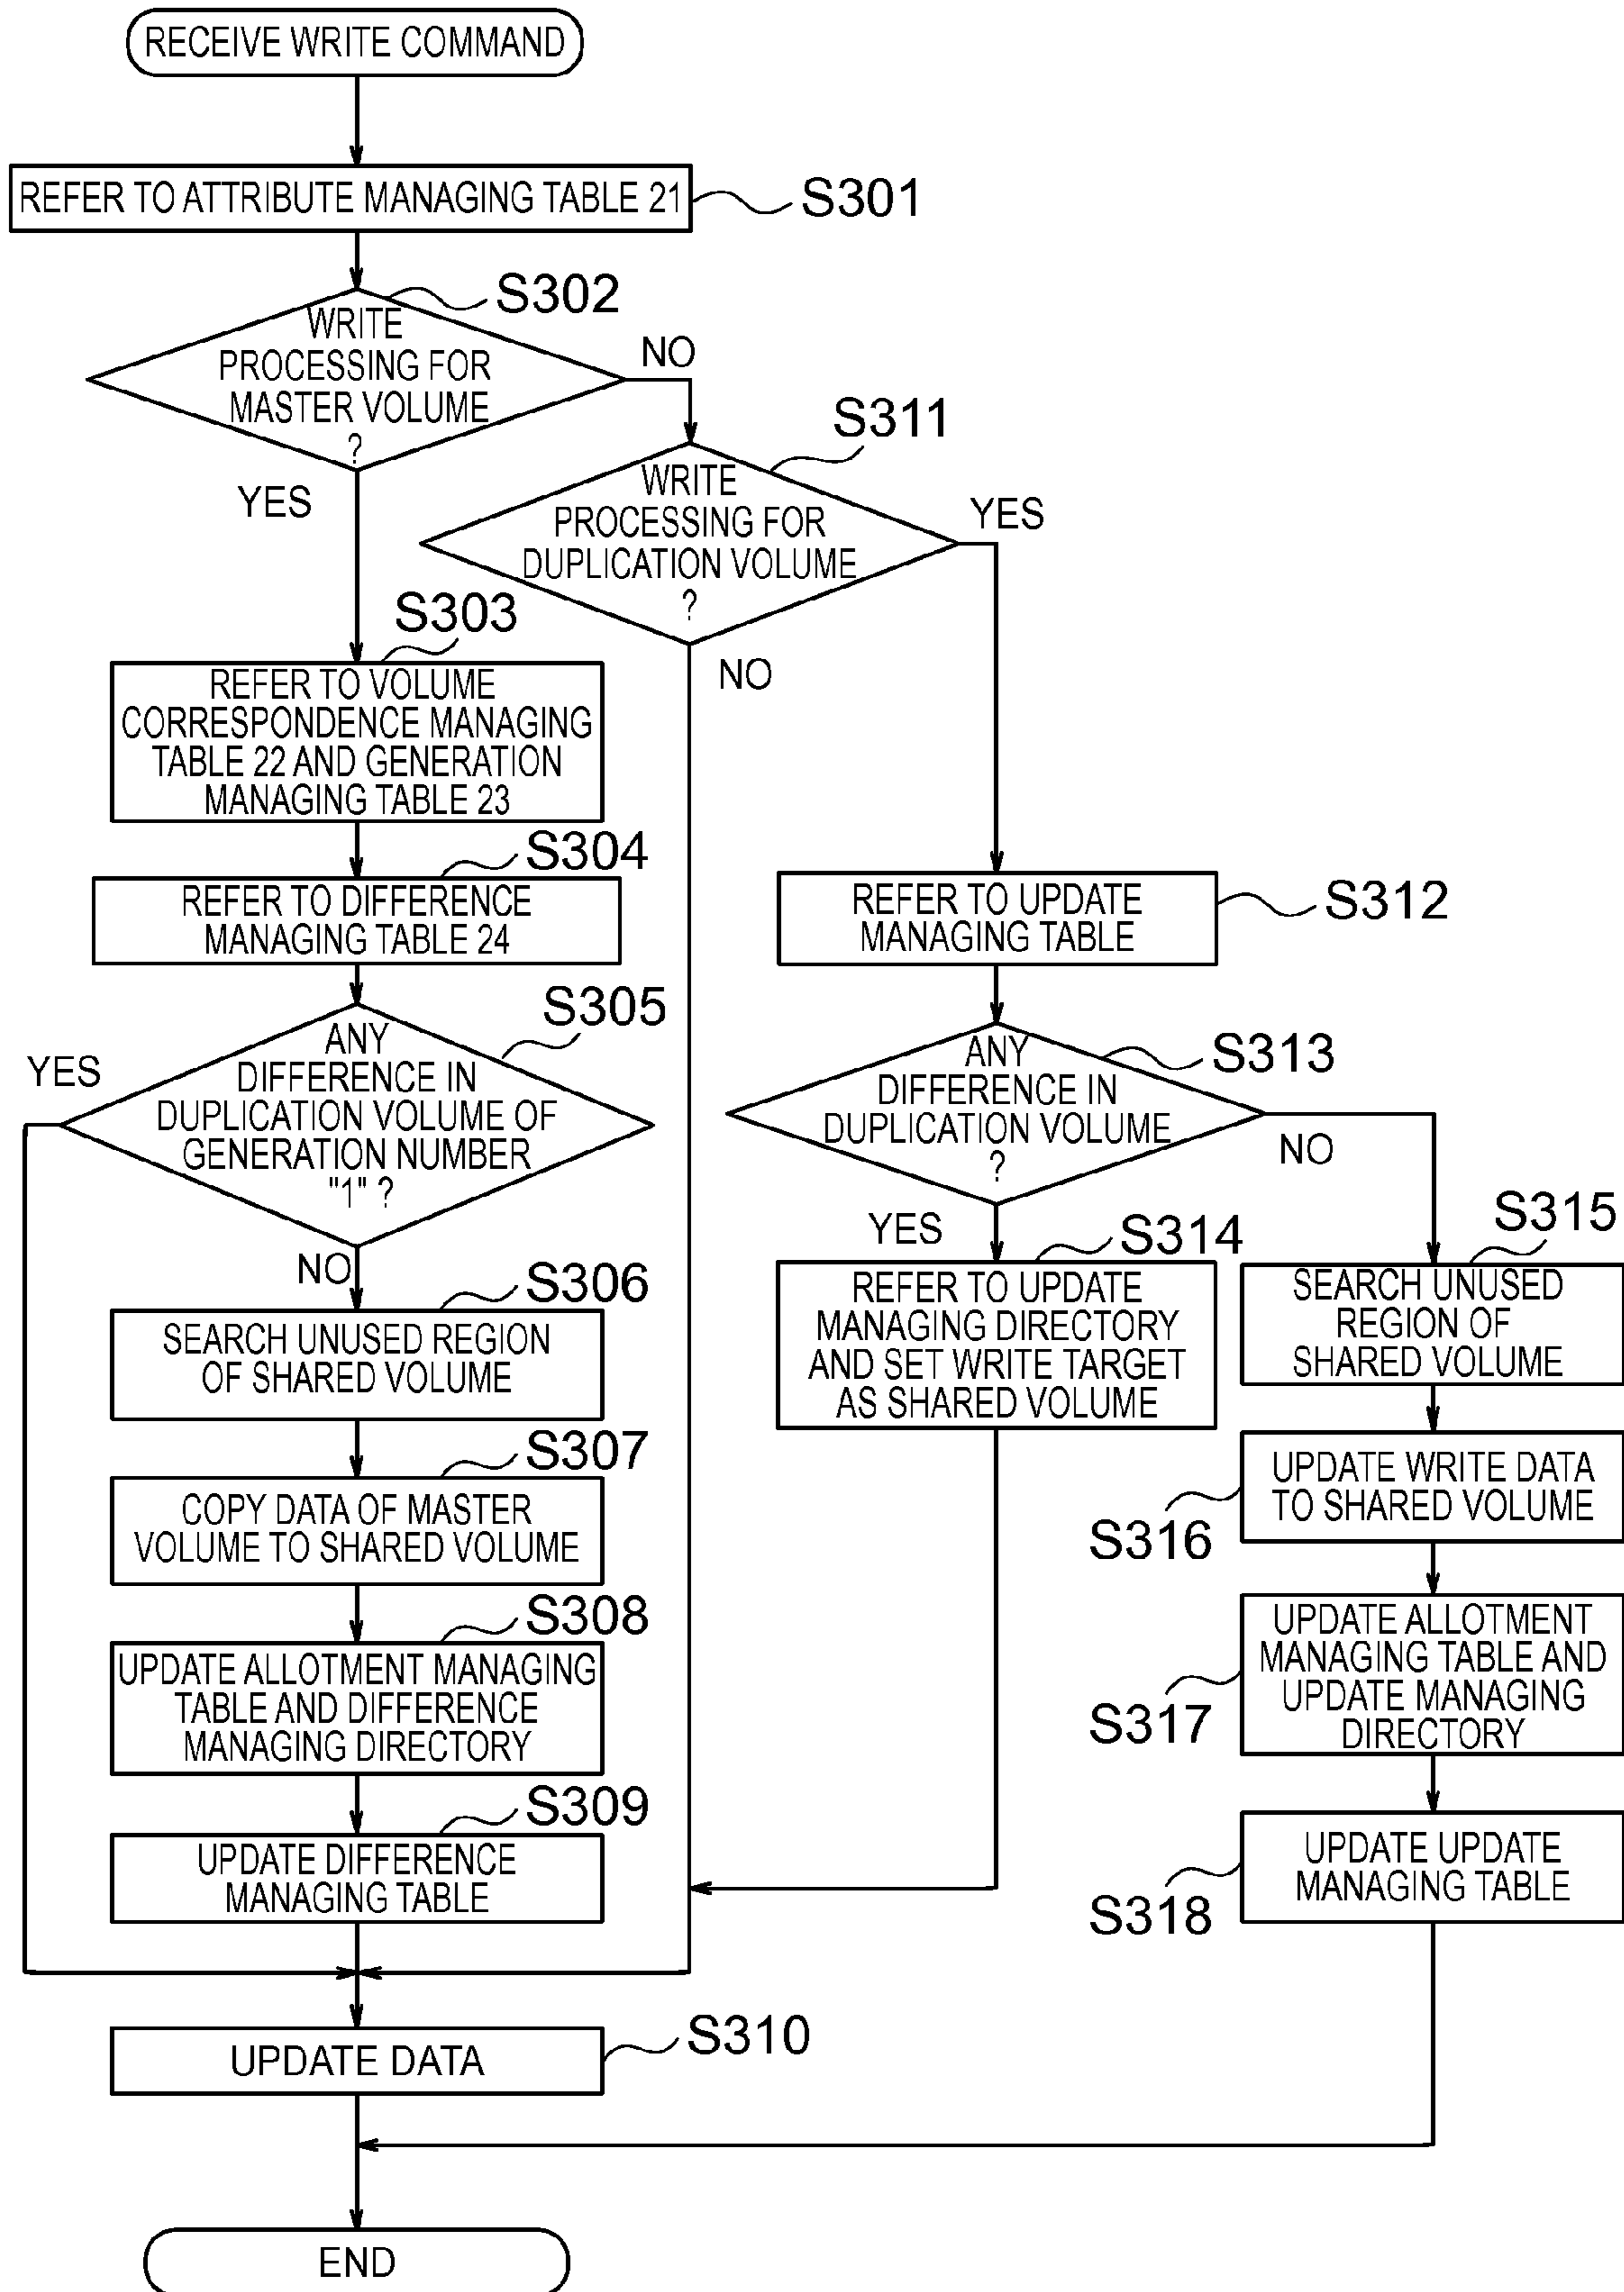 RECEIVE WRITE COMMAND
REFER TO ATTRIBUTE MANAGING TABLE 21
S301
S302
WRITE
PROCESSING FOR
MASTER VOLUME
?
NO
YES
S311
WRITE
PROCESSING FOR
DUPLICATION VOLUME
?
YES
NO
S303
REFER TO VOLUME
CORRESPONDENCE MANAGING
TABLE 22 AND GENERATION
MANAGING TABLE 23
S304
REFER TO DIFFERENCE
MANAGING TABLE 24
S305
ANY
DIFFERENCE IN
DUPLICATION VOLUME OF
GENERATION NUMBER
"1" ?
YES
NO
S306
SEARCH UNUSED REGION
OF SHARED VOLUME
S307
COPY DATA OF MASTER
VOLUME TO SHARED VOLUME
S308
UPDATE ALLOTMENT MANAGING
TABLE AND DIFFERENCE
MANAGING DIRECTORY
S309
UPDATE DIFFERENCE
MANAGING TABLE
REFER TO UPDATE
MANAGING TABLE
S312
S313
ANY
DIFFERENCE IN
DUPLICATION VOLUME
?
NO
YES
S314
REFER TO UPDATE
MANAGING DIRECTORY
AND SET WRITE TARGET
AS SHARED VOLUME
S315
SEARCH UNUSED
REGION OF
SHARED VOLUME
UPDATE WRITE DATA
TO SHARED VOLUME
S316
UPDATE ALLOTMENT
MANAGING TABLE AND
UPDATE MANAGING
DIRECTORY
S317
UPDATE UPDATE
MANAGING TABLE
S318
UPDATE DATA
S310
END